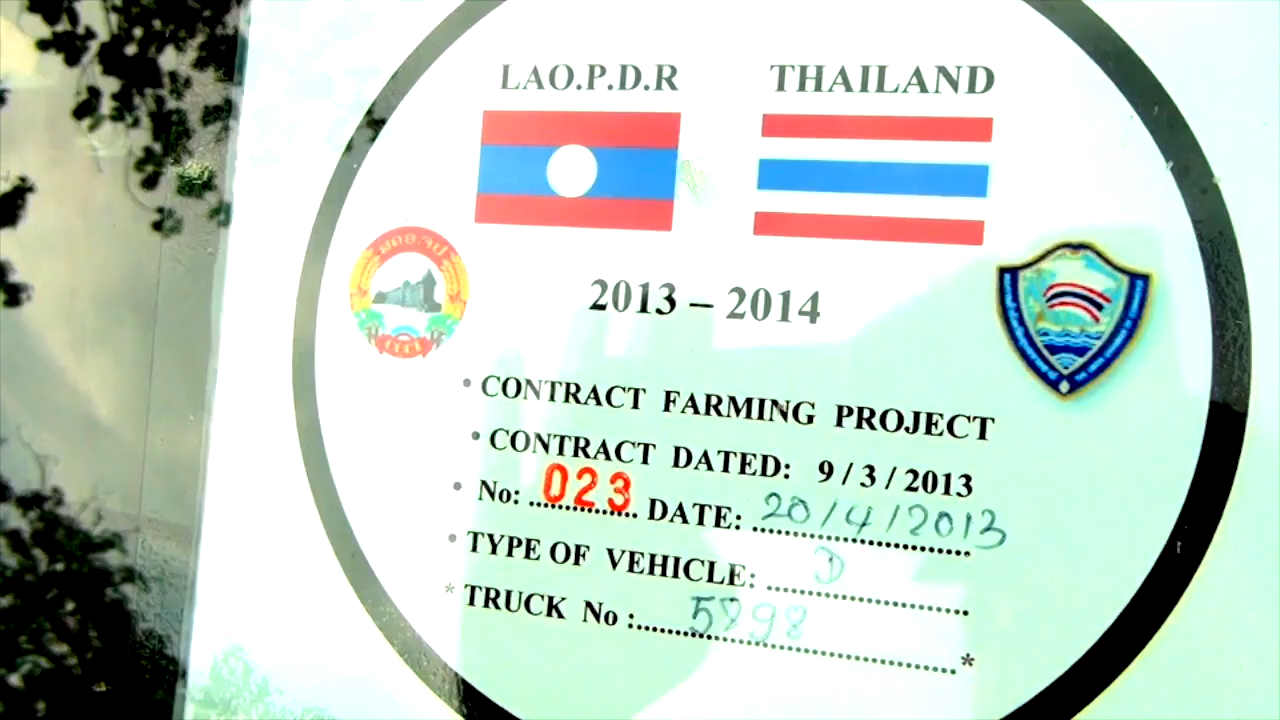 LAO.P.D.R THAILAND
2013 – 2014
• CONTRACT FARMING PROJECT
• CONTRACT DATED: 9 / 3 / 2013
• No: 023 DATE: 20/4/2013
• TYPE OF VEHICLE: D
* TRUCK No : 5898 *